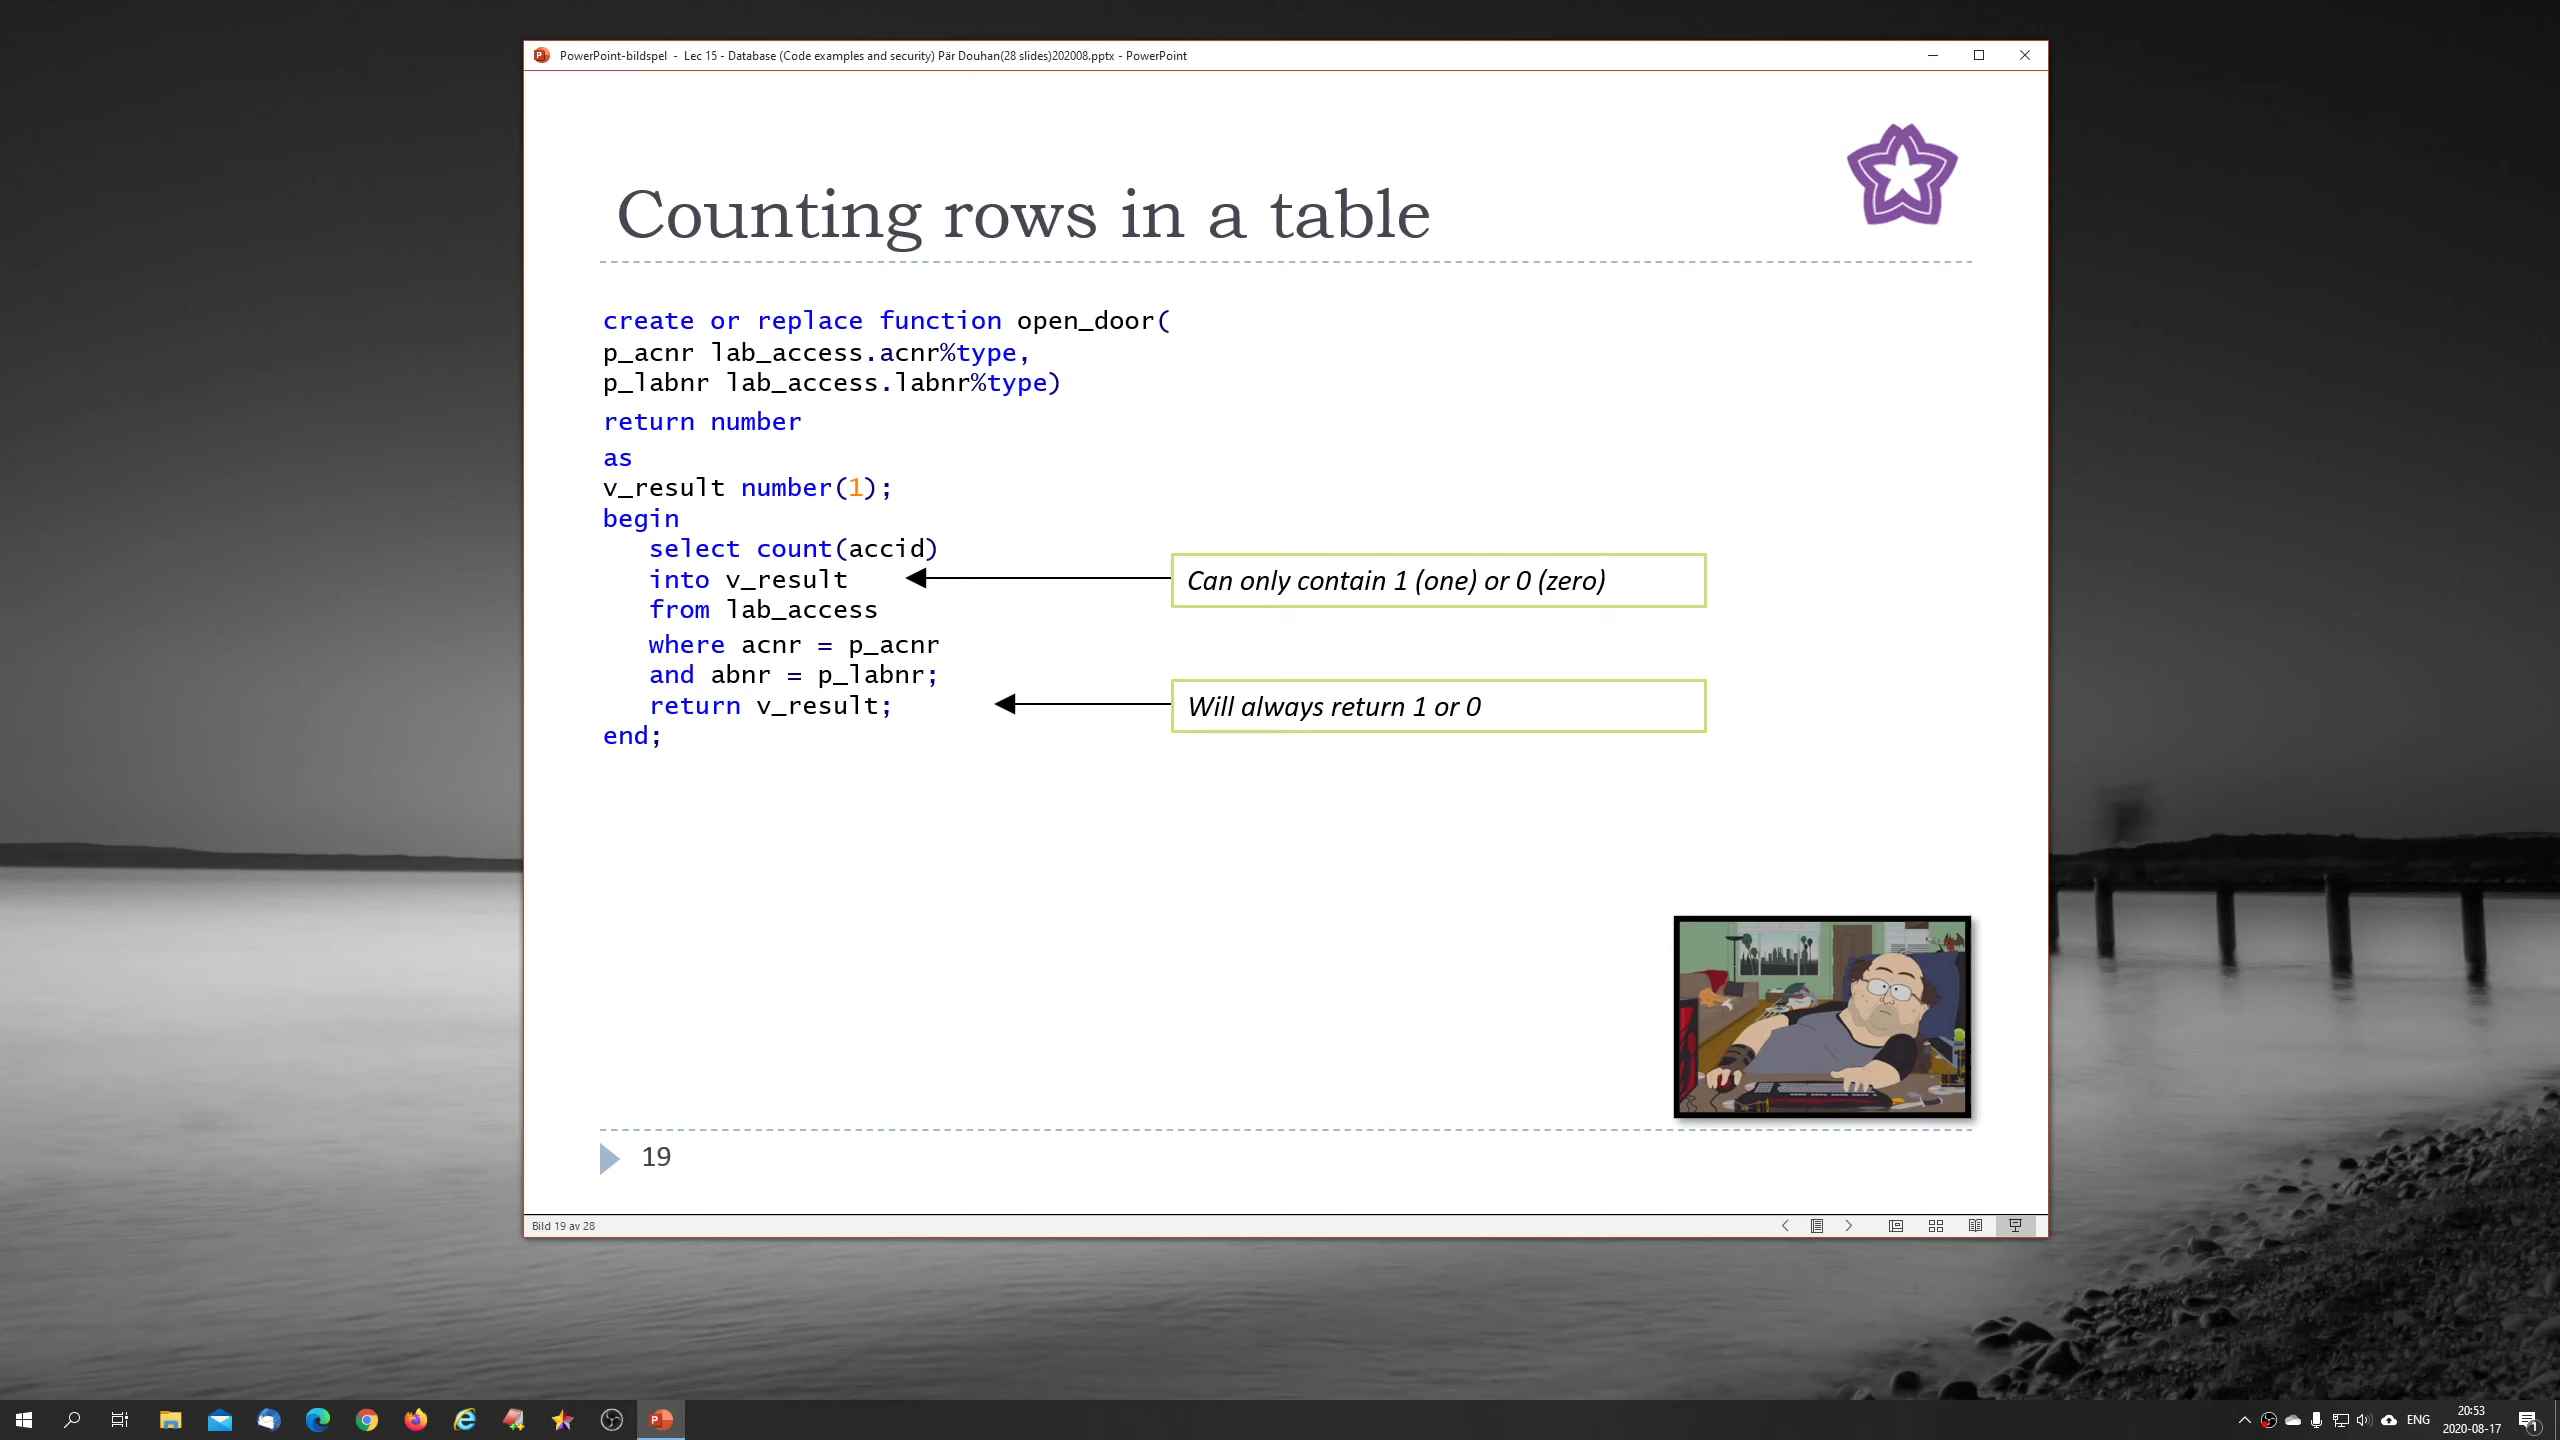 PowerPoint-bildspel - Lec 15 - Database (Code examples and security) Pär Douhan(28 slides)202008.pptx - PowerPoint
Counting rows in a table
create or replace function open_door(
p_acnr lab_access.acnr%type,
p_labnr lab_access.labnr%type)
return number
as
v_result number(1);
begin
select count(accid)
into v_result
Can only contain 1 (one) or 0 (zero)
from lab_access
where acnr = p_acnr
and abnr = p_labnr;
return v_result;
Will always return 1 or 0
end;
19
Bild 19 av 28
ENG
20:53
2020-08-17
1